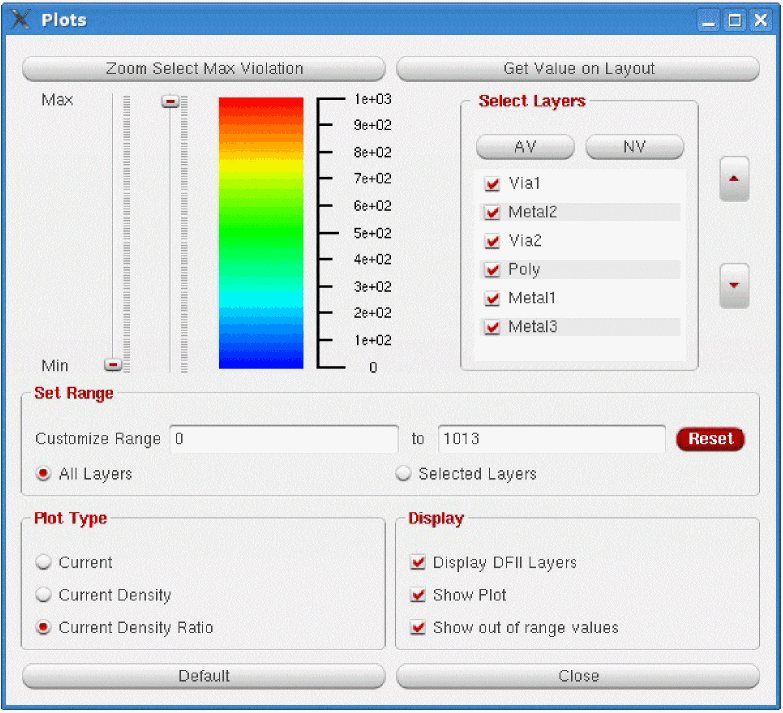 Plots
Zoom Select Max Violation
Get Value on Layout
Max
Min
1e+03
9e+02
8e+02
7e+02
6e+02
5e+02
4e+02
3e+02
2e+02
1e+02
0
Select Layers
AV
NV
Via1
Metal2
Via2
Poly
Metal1
Metal3
Set Range
Customize Range 0 to 1013 Reset
All Layers
Selected Layers
Plot Type
Current
Current Density
Current Density Ratio
Display
Display DFII Layers
Show Plot
Show out of range values
Default
Close